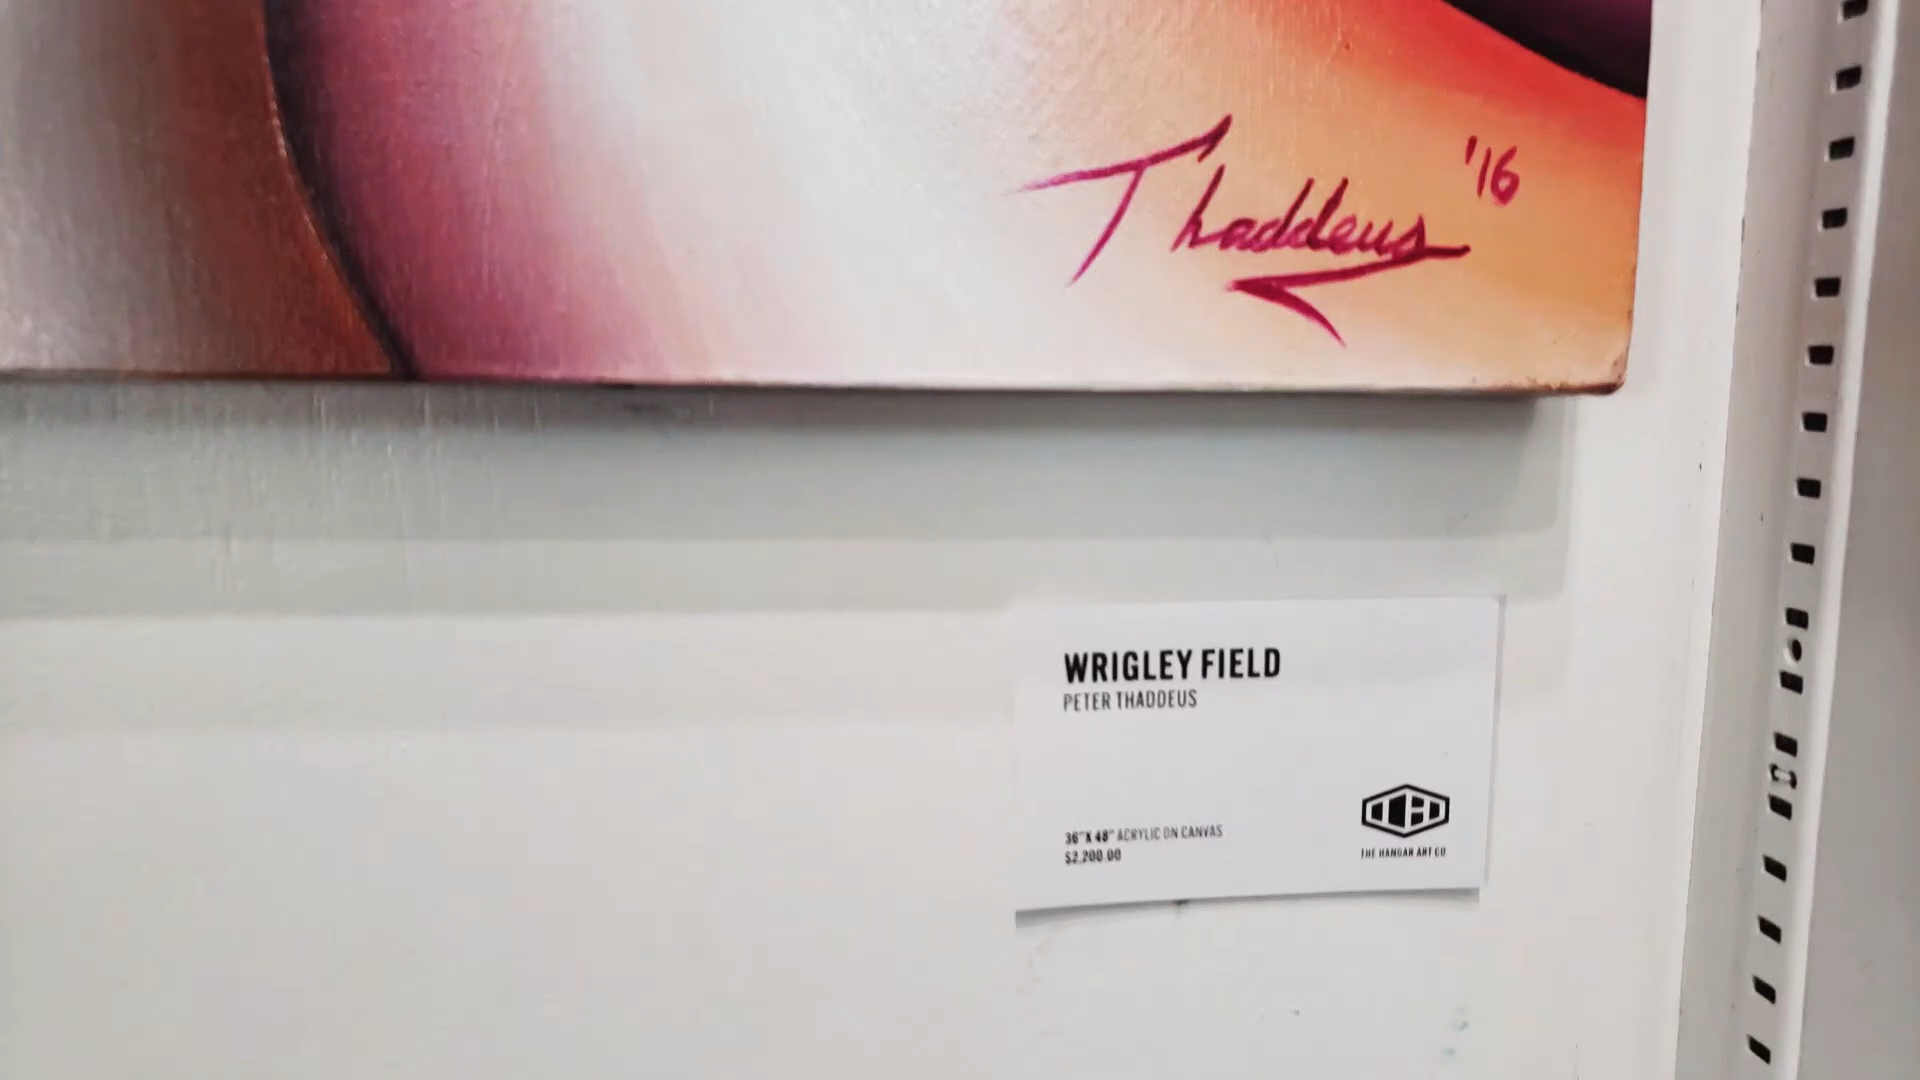 Thaddeus '16
WRIGLEY FIELD
PETER THADDEUS
36"X 48" ACRYLIC ON CANVAS
$2,200.00
THE HANGAR ART CO